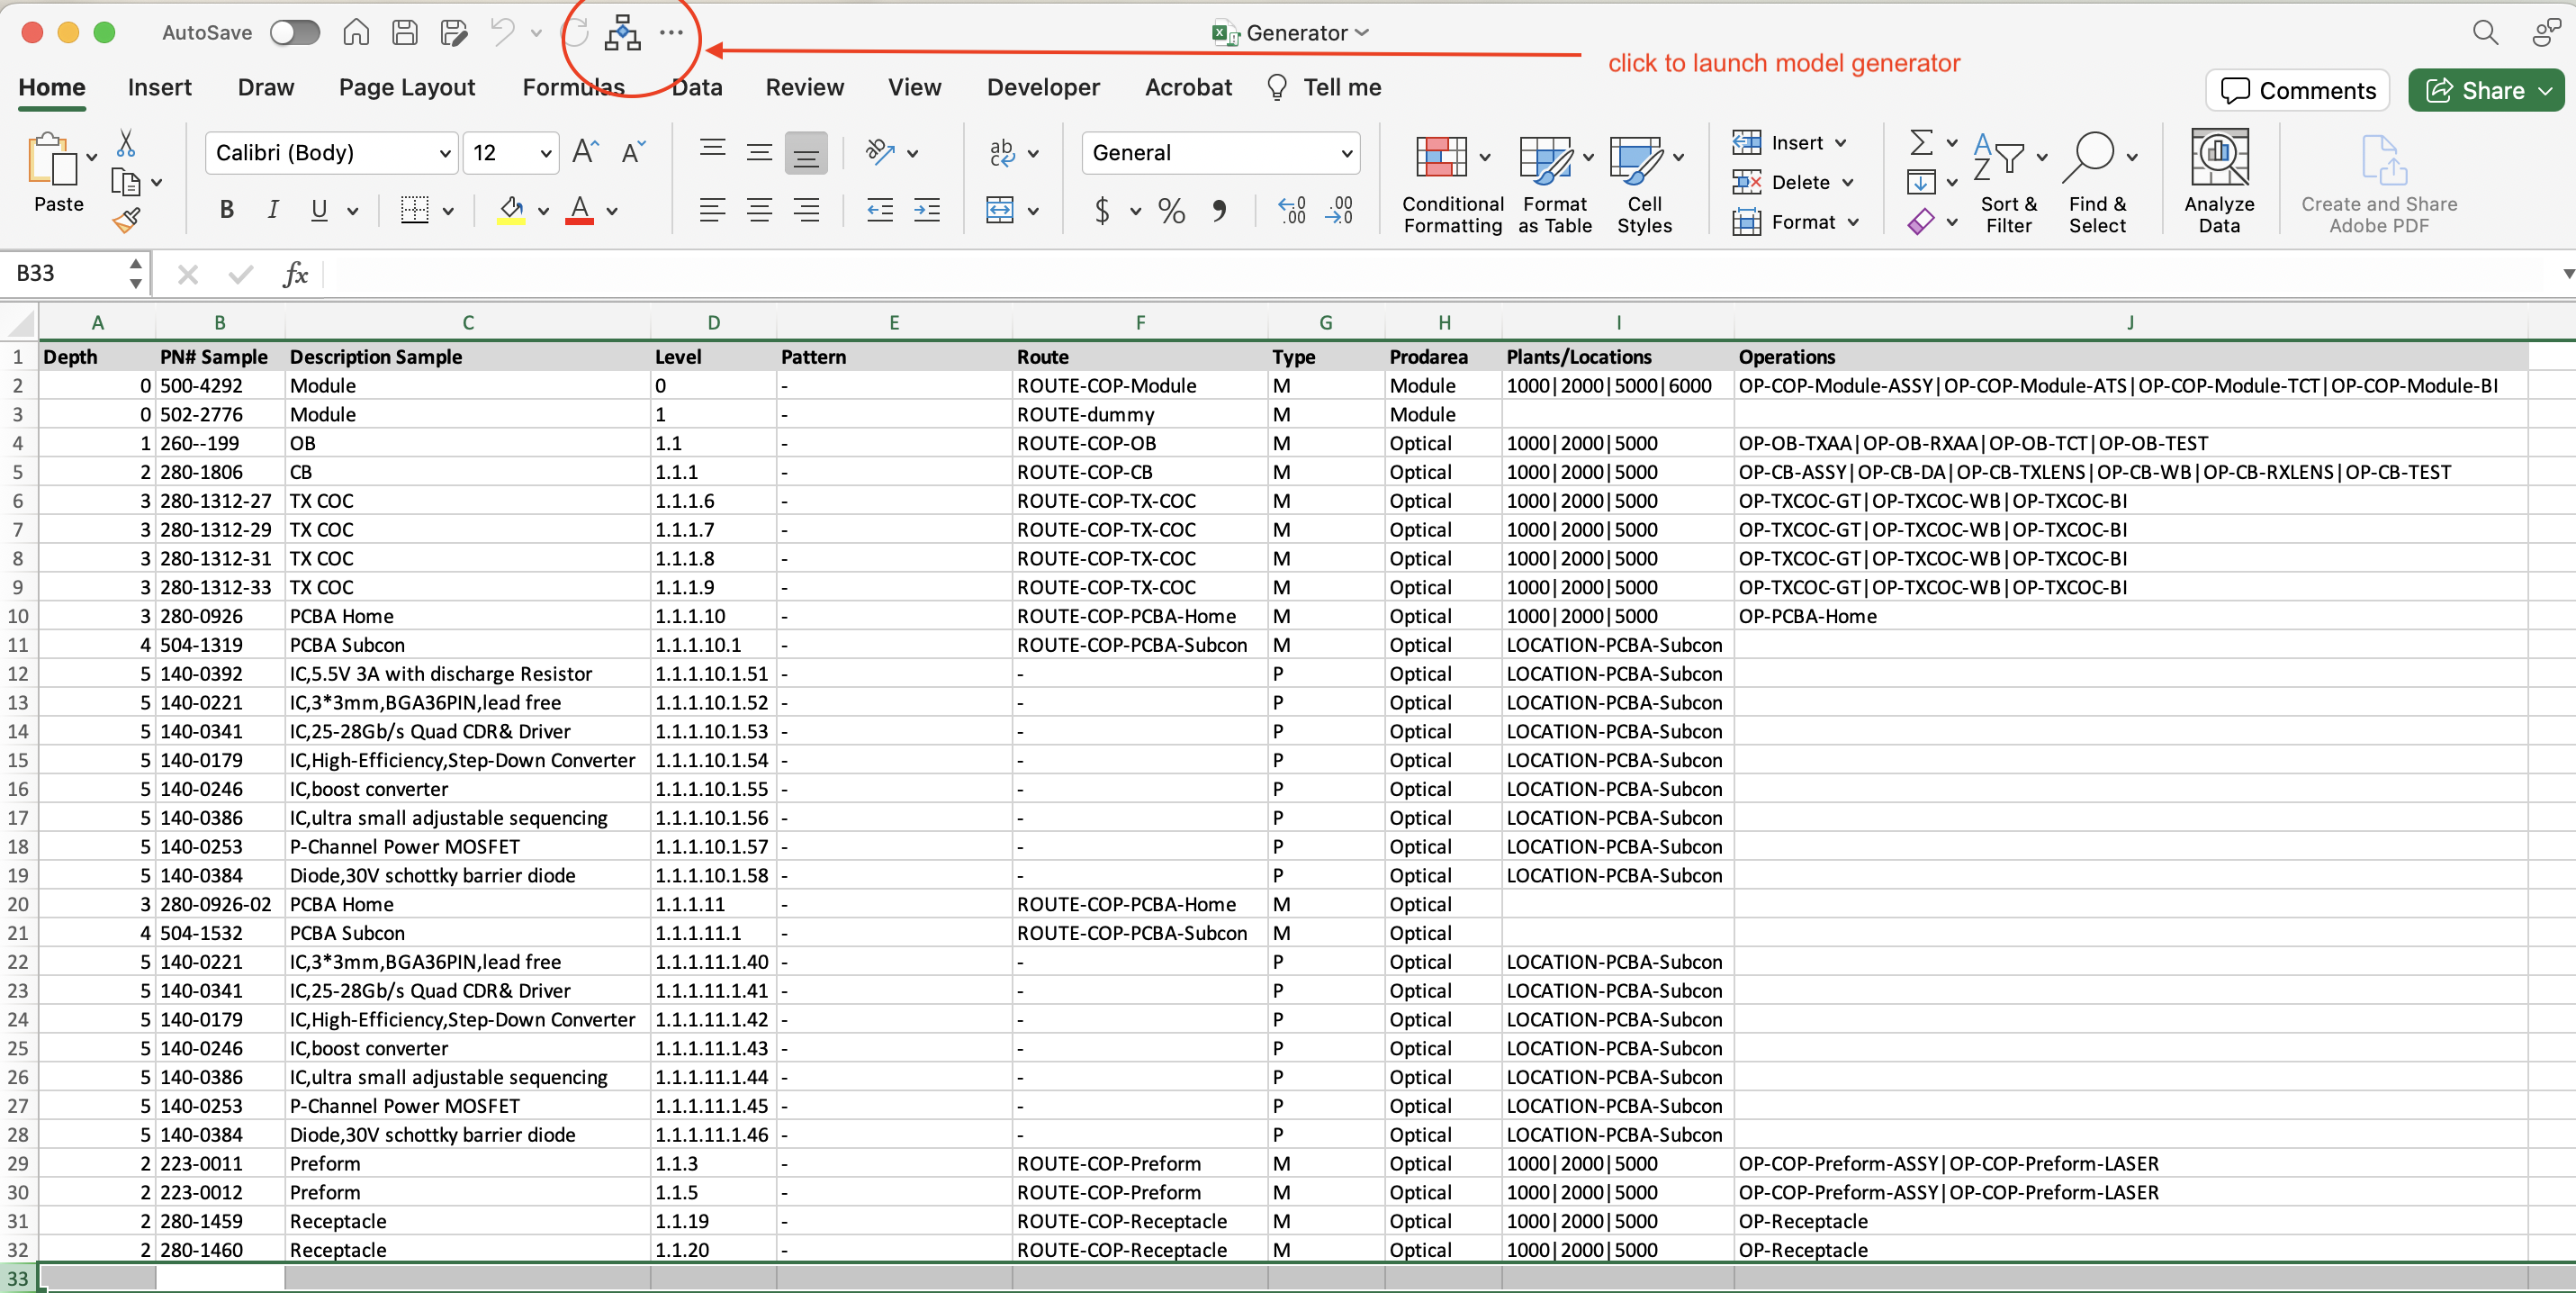 AutoSave Generator
click to launch model generator
Home Insert Draw Page Layout Formulas Data Review View Developer Acrobat Tell me Comments Share
Paste Calibri (Body) 12 A A General Insert
B I U A $ % Delete
Conditional Formatting Format as Table Cell Styles Format Sort & Filter Find & Select Analyze Data Create and Share Adobe PDF
B33 fx
A B C D E F G H I J
1 Depth PN# Sample Description Sample Level Pattern Route Type Prodarea Plants/Locations Operations
2 0 500-4292 Module 0 - ROUTE-COP-Module M Module 1000|2000|5000|6000 OP-COP-Module-ASSY|OP-COP-Module-ATS|OP-COP-Module-TCT|OP-COP-Module-BI
3 0 502-2776 Module 1 - ROUTE-dummy M Module
4 1 260--199 OB 1.1 - ROUTE-COP-OB M Optical 1000|2000|5000 OP-OB-TXAA|OP-OB-RXAA|OP-OB-TCT|OP-OB-TEST
5 2 280-1806 CB 1.1.1 - ROUTE-COP-CB M Optical 1000|2000|5000 OP-CB-ASSY|OP-CB-DA|OP-CB-TXLENS|OP-CB-WB|OP-CB-RXLENS|OP-CB-TEST
6 3 280-1312-27 TX COC 1.1.1.6 - ROUTE-COP-TX-COC M Optical 1000|2000|5000 OP-TXCOC-GT|OP-TXCOC-WB|OP-TXCOC-BI
7 3 280-1312-29 TX COC 1.1.1.7 - ROUTE-COP-TX-COC M Optical 1000|2000|5000 OP-TXCOC-GT|OP-TXCOC-WB|OP-TXCOC-BI
8 3 280-1312-31 TX COC 1.1.1.8 - ROUTE-COP-TX-COC M Optical 1000|2000|5000 OP-TXCOC-GT|OP-TXCOC-WB|OP-TXCOC-BI
9 3 280-1312-33 TX COC 1.1.1.9 - ROUTE-COP-TX-COC M Optical 1000|2000|5000 OP-TXCOC-GT|OP-TXCOC-WB|OP-TXCOC-BI
10 3 280-0926 PCBA Home 1.1.1.10 - ROUTE-COP-PCBA-Home M Optical 1000|2000|5000 OP-PCBA-Home
11 4 504-1319 PCBA Subcon 1.1.1.10.1 - ROUTE-COP-PCBA-Subcon M Optical LOCATION-PCBA-Subcon
12 5 140-0392 IC,5.5V 3A with discharge Resistor 1.1.1.10.1.51 - - P Optical LOCATION-PCBA-Subcon
13 5 140-0221 IC,3*3mm,BGA36PIN,lead free 1.1.1.10.1.52 - - P Optical LOCATION-PCBA-Subcon
14 5 140-0341 IC,25-28Gb/s Quad CDR& Driver 1.1.1.10.1.53 - - P Optical LOCATION-PCBA-Subcon
15 5 140-0179 IC,High-Efficiency,Step-Down Converter 1.1.1.10.1.54 - - P Optical LOCATION-PCBA-Subcon
16 5 140-0246 IC,boost converter 1.1.1.10.1.55 - - P Optical LOCATION-PCBA-Subcon
17 5 140-0386 IC,ultra small adjustable sequencing 1.1.1.10.1.56 - - P Optical LOCATION-PCBA-Subcon
18 5 140-0253 P-Channel Power MOSFET 1.1.1.10.1.57 - - P Optical LOCATION-PCBA-Subcon
19 5 140-0384 Diode,30V schottky barrier diode 1.1.1.10.1.58 - - P Optical LOCATION-PCBA-Subcon
20 3 280-0926-02 PCBA Home 1.1.1.11 - ROUTE-COP-PCBA-Home M Optical
21 4 504-1532 PCBA Subcon 1.1.1.11.1 - ROUTE-COP-PCBA-Subcon M Optical
22 5 140-0221 IC,3*3mm,BGA36PIN,lead free 1.1.1.11.1.40 - - P Optical LOCATION-PCBA-Subcon
23 5 140-0341 IC,25-28Gb/s Quad CDR& Driver 1.1.1.11.1.41 - - P Optical LOCATION-PCBA-Subcon
24 5 140-0179 IC,High-Efficiency,Step-Down Converter 1.1.1.11.1.42 - - P Optical LOCATION-PCBA-Subcon
25 5 140-0246 IC,boost converter 1.1.1.11.1.43 - - P Optical LOCATION-PCBA-Subcon
26 5 140-0386 IC,ultra small adjustable sequencing 1.1.1.11.1.44 - - P Optical LOCATION-PCBA-Subcon
27 5 140-0253 P-Channel Power MOSFET 1.1.1.11.1.45 - - P Optical LOCATION-PCBA-Subcon
28 5 140-0384 Diode,30V schottky barrier diode 1.1.1.11.1.46 - - P Optical LOCATION-PCBA-Subcon
29 2 223-0011 Preform 1.1.3 - ROUTE-COP-Preform M Optical 1000|2000|5000 OP-COP-Preform-ASSY|OP-COP-Preform-LASER
30 2 223-0012 Preform 1.1.5 - ROUTE-COP-Preform M Optical 1000|2000|5000 OP-COP-Preform-ASSY|OP-COP-Preform-LASER
31 2 280-1459 Receptacle 1.1.19 - ROUTE-COP-Receptacle M Optical 1000|2000|5000 OP-Receptacle
32 2 280-1460 Receptacle 1.1.20 - ROUTE-COP-Receptacle M Optical 1000|2000|5000 OP-Receptacle
33